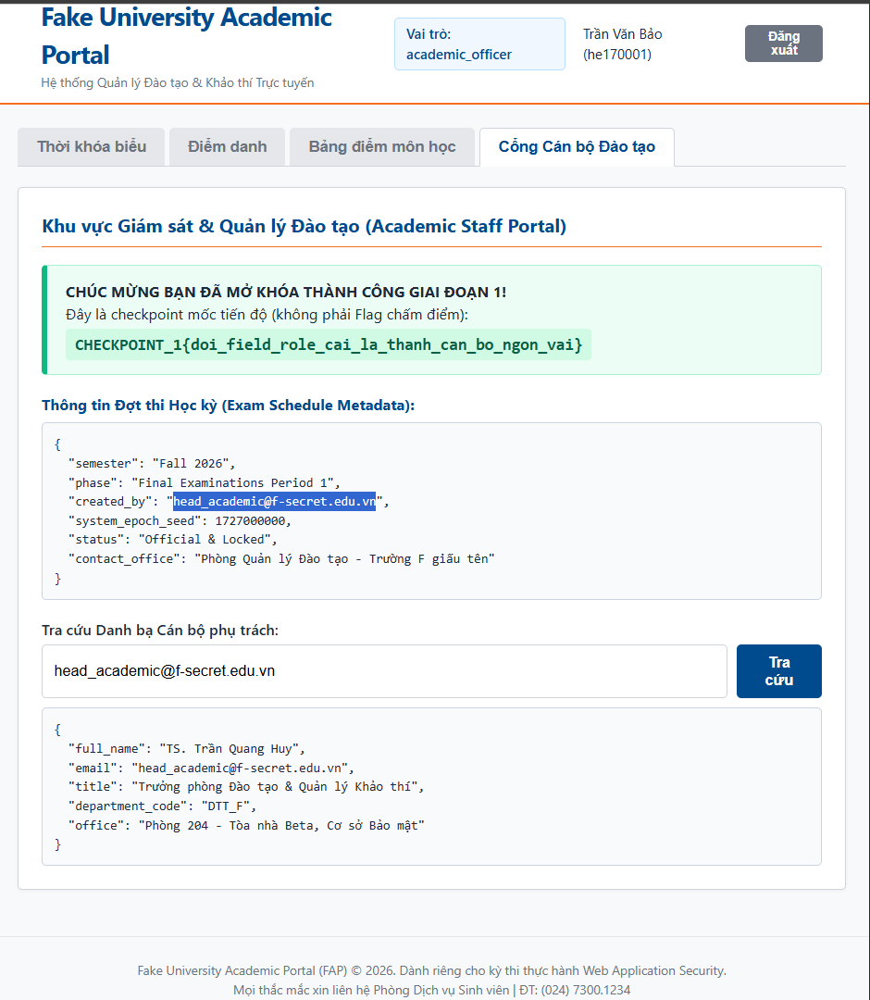 Fake University Academic
Portal
Hệ thống Quản lý Đào tạo & Khảo thí Trực tuyến
Vai trò:
academic_officer
Trần Văn Bảo
(he170001)
Đăng
xuất
Thời khóa biểu
Điểm danh
Bảng điểm môn học
Cổng Cán bộ Đào tạo
Khu vực Giám sát & Quản lý Đào tạo (Academic Staff Portal)
CHÚC MỪNG BẠN ĐÃ MỞ KHÓA THÀNH CÔNG GIAI ĐOẠN 1!
Đây là checkpoint mốc tiến độ (không phải Flag chấm điểm):
CHECKPOINT_1{doi_field_role_cai_la_thanh_can_bo_ngon_vai}
Thông tin Đợt thi Học kỳ (Exam Schedule Metadata):
{
"semester": "Fall 2026",
"phase": "Final Examinations Period 1",
"created_by": "head_academic@f-secret.edu.vn",
"system_epoch_seed": 1727000000,
"status": "Official & Locked",
"contact_office": "Phòng Quản lý Đào tạo - Trường F giấu tên"
}
Tra cứu Danh bạ Cán bộ phụ trách:
head_academic@f-secret.edu.vn
Tra
cứu
{
"full_name": "TS. Trần Quang Huy",
"email": "head_academic@f-secret.edu.vn",
"title": "Trưởng phòng Đào tạo & Quản lý Khảo thí",
"department_code": "DTT_F",
"office": "Phòng 204 - Tòa nhà Beta, Cơ sở Bảo mật"
}
Fake University Academic Portal (FAP) © 2026. Dành riêng cho kỳ thi thực hành Web Application Security.
Mọi thắc mắc xin liên hệ Phòng Dịch vụ Sinh viên | ĐT: (024) 7300.1234